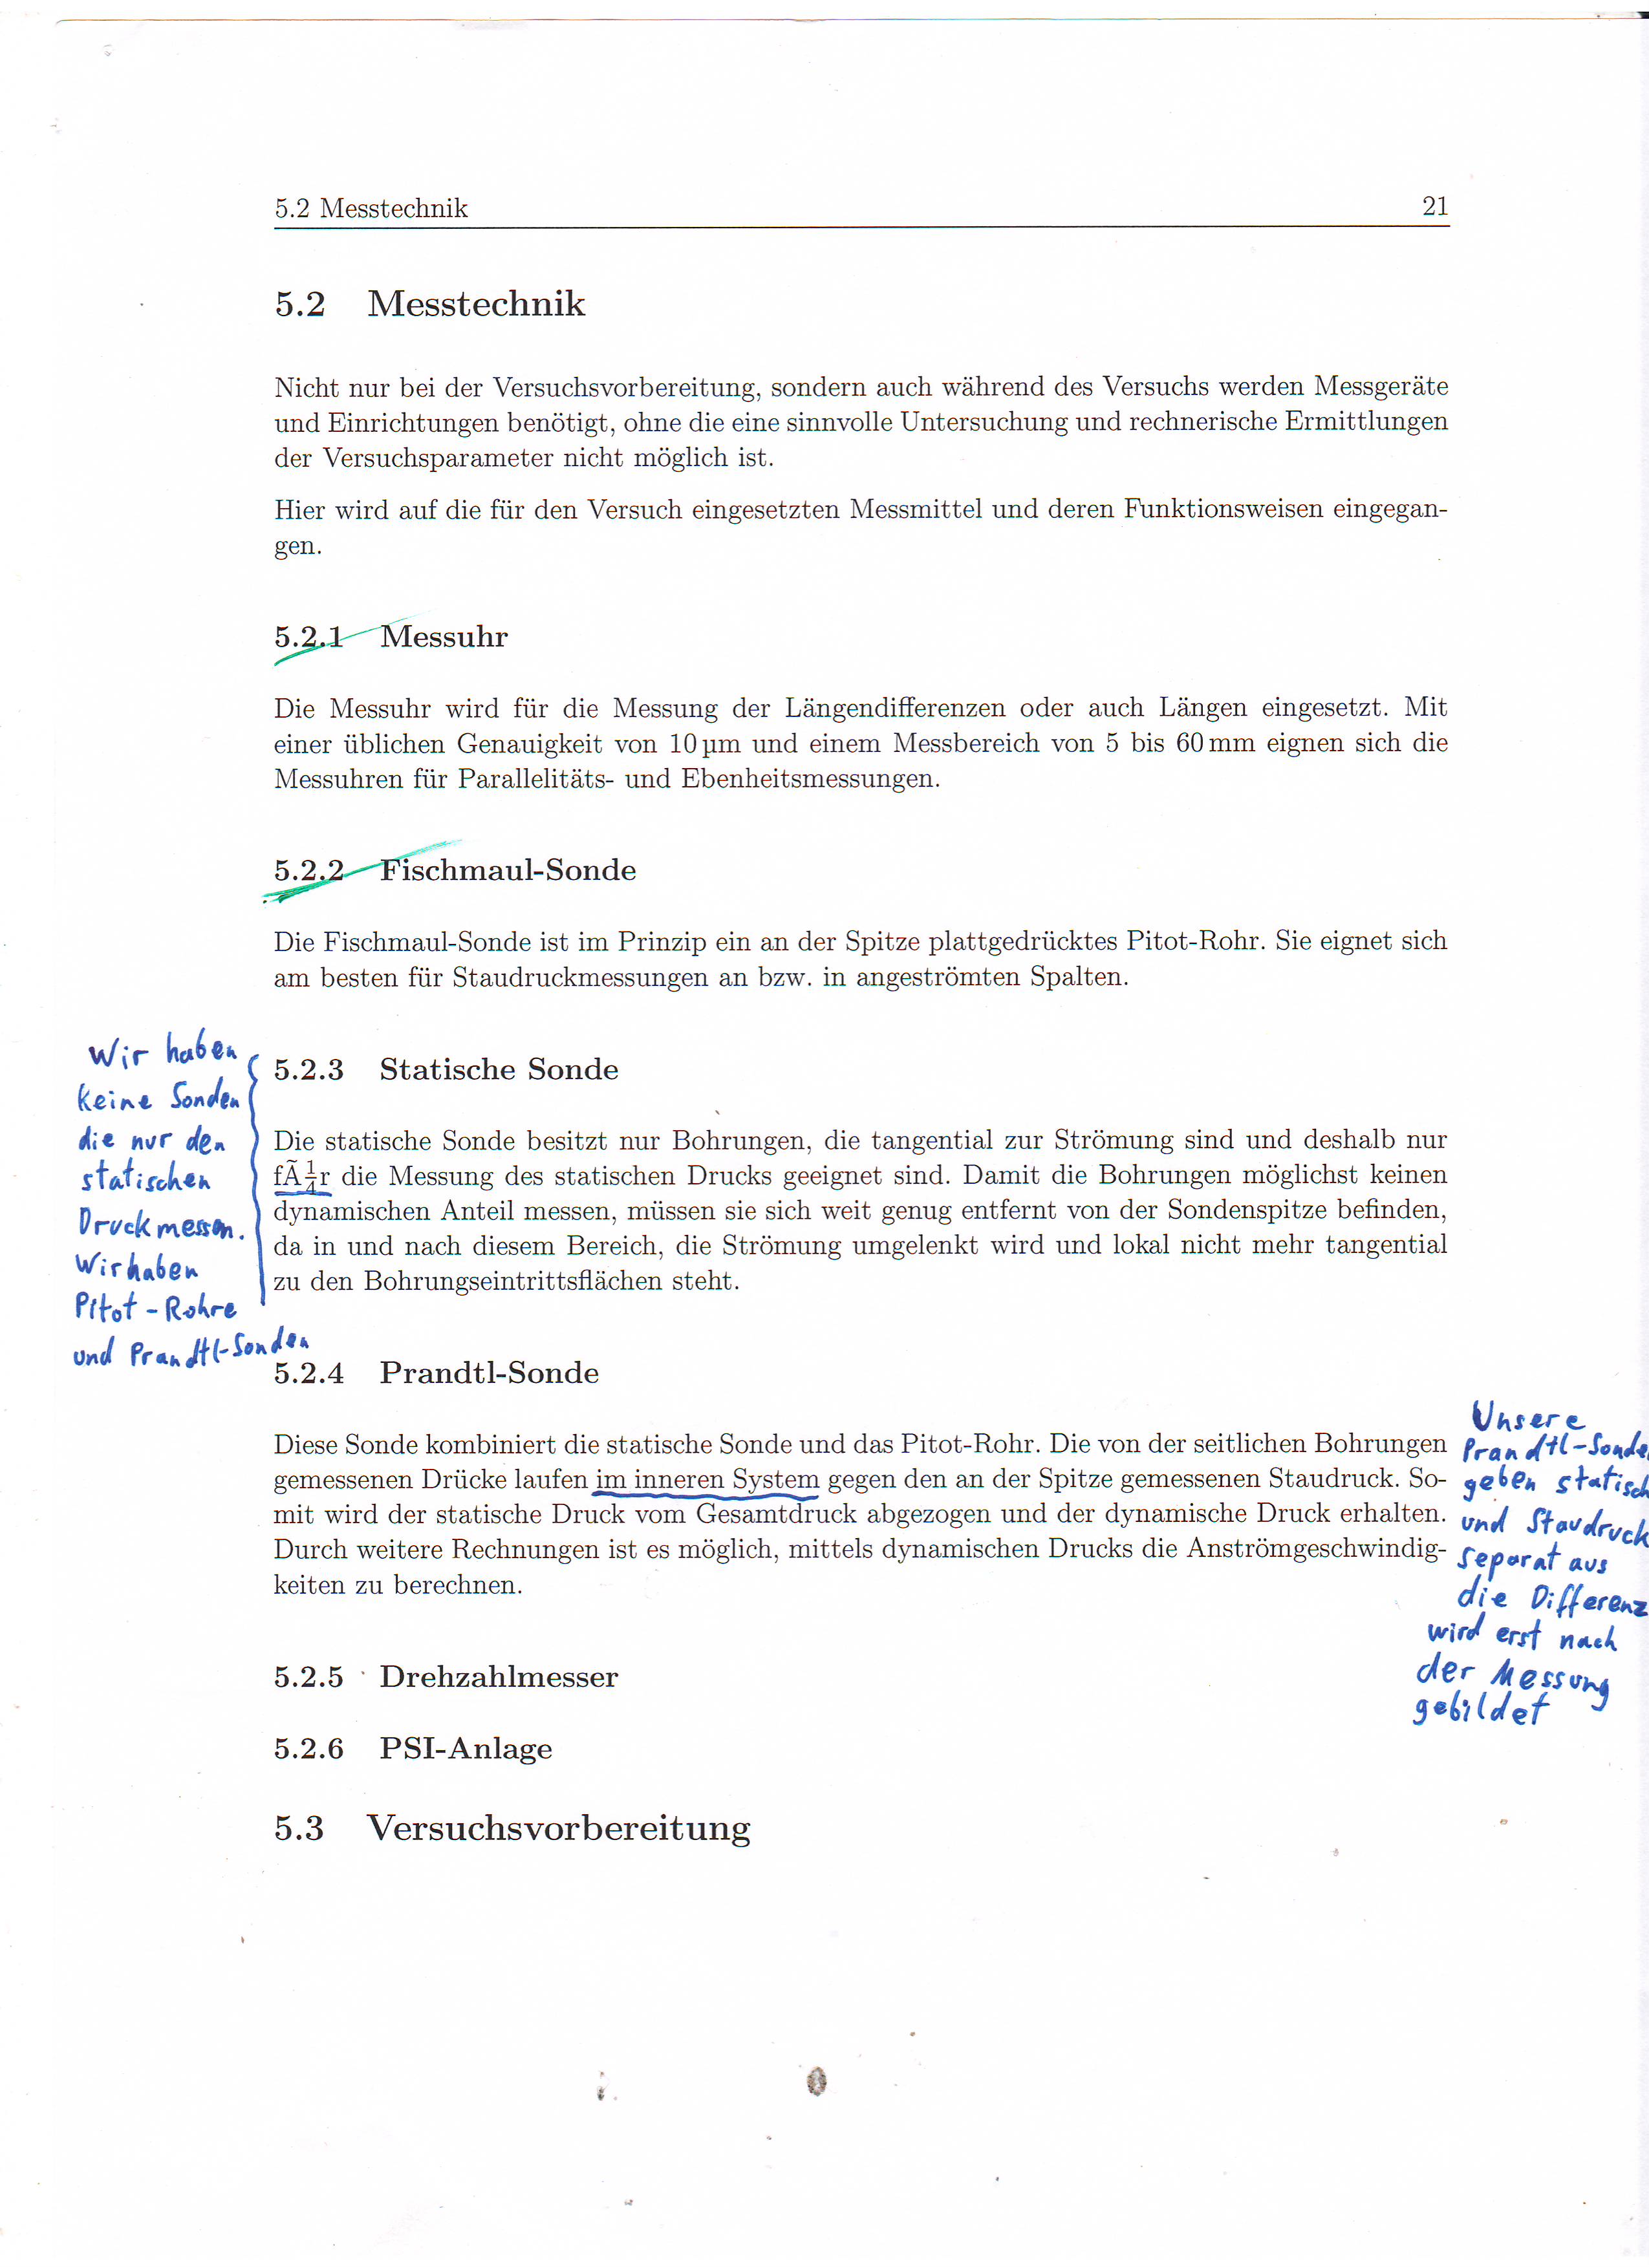 5.2 Messtechnik 21
5.2 Messtechnik
Nicht nur bei der Versuchsvorbereitung, sondern auch während des Versuchs werden Messgeräte
und Einrichtungen benötigt, ohne die eine sinnvolle Untersuchung und rechnerische Ermittlungen
der Versuchsparameter nicht möglich ist.
Hier wird auf die für den Versuch eingesetzten Messmittel und deren Funktionsweisen eingegan-
gen.
5.2.1 Messuhr
Die Messuhr wird für die Messung der Längendifferenzen oder auch Längen eingesetzt. Mit
einer üblichen Genauigkeit von 10 µm und einem Messbereich von 5 bis 60 mm eignen sich die
Messuhren für Parallelitäts- und Ebenheitsmessungen.
5.2.2 Fischmaul-Sonde
Die Fischmaul-Sonde ist im Prinzip ein an der Spitze plattgedrücktes Pitot-Rohr. Sie eignet sich
am besten für Staudruckmessungen an bzw. in angeströmten Spalten.
Wir haben
keine Sonden
die nur den
statischen
Druck messen.
Wir haben
Pitot-Rohre
und Prandtl-Sonden
5.2.3 Statische Sonde
Die statische Sonde besitzt nur Bohrungen, die tangential zur Strömung sind und deshalb nur
fÃ¼r die Messung des statischen Drucks geeignet sind. Damit die Bohrungen möglichst keinen
dynamischen Anteil messen, müssen sie sich weit genug entfernt von der Sondenspitze befinden,
da in und nach diesem Bereich, die Strömung umgelenkt wird und lokal nicht mehr tangential
zu den Bohrungseintrittsflächen steht.
5.2.4 Prandtl-Sonde
Diese Sonde kombiniert die statische Sonde und das Pitot-Rohr. Die von der seitlichen Bohrungen
gemessenen Drücke laufen im inneren System gegen den an der Spitze gemessenen Staudruck. So-
mit wird der statische Druck vom Gesamtdruck abgezogen und der dynamische Druck erhalten.
Durch weitere Rechnungen ist es möglich, mittels dynamischen Drucks die Anströmgeschwindig-
keiten zu berechnen.
Unsere
Prandtl-Sonde
geben statisch
und Staudruck
separat aus
die Differenz
wird erst nach
der Messung
gebildet
5.2.5 Drehzahlmesser
5.2.6 PSI-Anlage
5.3 Versuchsvorbereitung